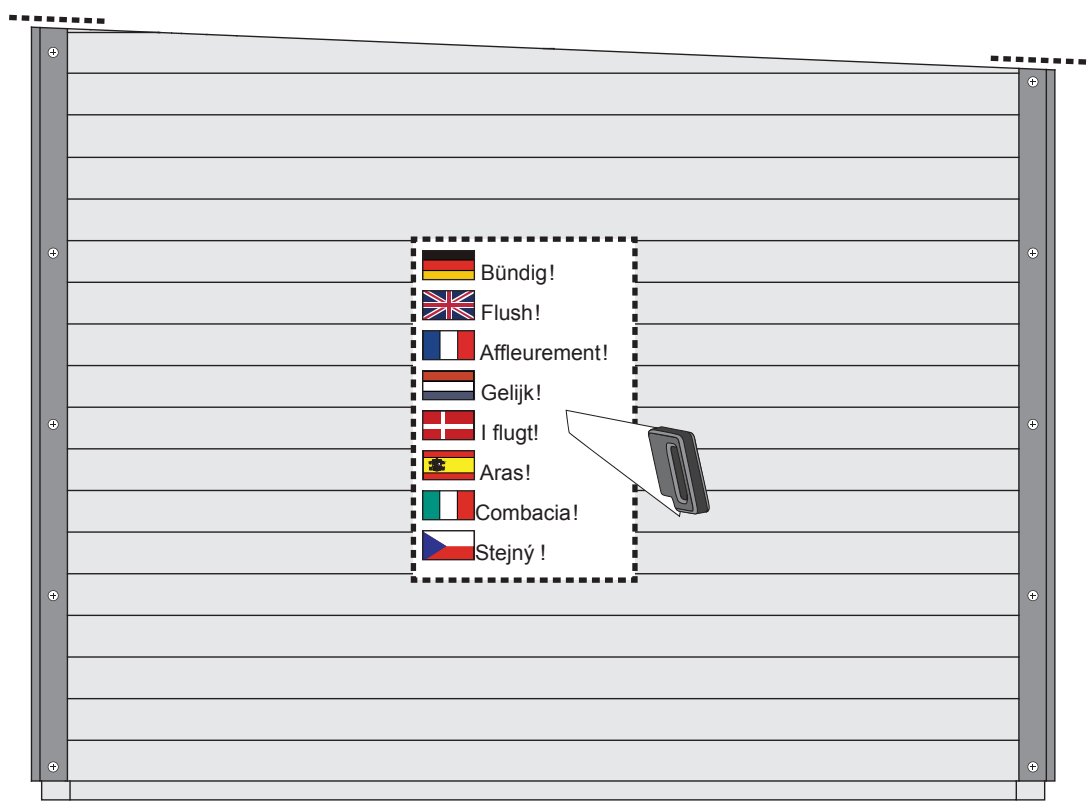 Bündig!
Flush!
Affleurement!
Gelijk!
I flugt!
Aras!
Combacia!
Stejný !